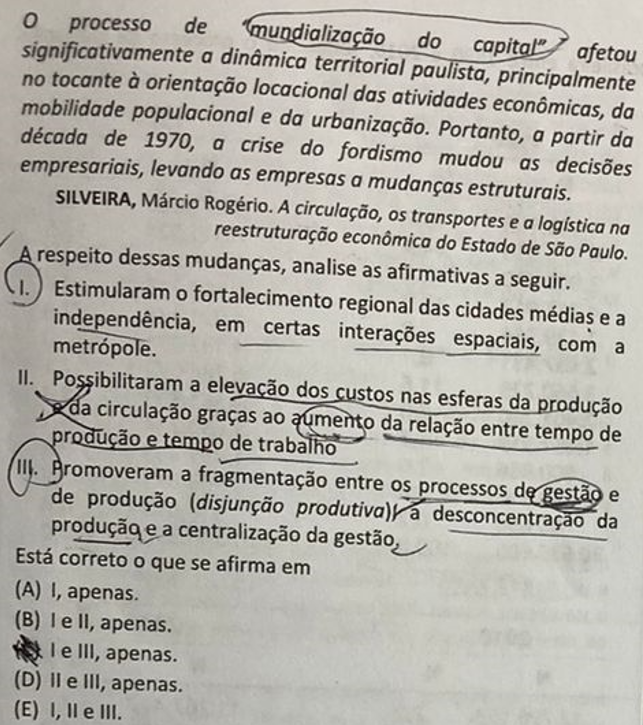 O processo de "mundialização do capital" afetou
significativamente a dinâmica territorial paulista, principalmente
no tocante à orientação locacional das atividades econômicas, da
mobilidade populacional e da urbanização. Portanto, a partir da
década de 1970, a crise do fordismo mudou as decisões
empresariais, levando as empresas a mudanças estruturais.
SILVEIRA, Márcio Rogério. A circulação, os transportes e a logística na
reestruturação econômica do Estado de São Paulo.
A respeito dessas mudanças, analise as afirmativas a seguir.
I. Estimularam o fortalecimento regional das cidades médias e a
independência, em certas interações espaciais, com a
metrópole.
II. Possibilitaram a elevação dos custos nas esferas da produção
e da circulação graças ao aumento da relação entre tempo de
produção e tempo de trabalho
III. Promoveram a fragmentação entre os processos de gestão e
de produção (disjunção produtiva), a desconcentração da
produção e a centralização da gestão.
Está correto o que se afirma em
(A) I, apenas.
(B) I e II, apenas.
I e III, apenas.
(D) II e III, apenas.
(E) I, II e III.